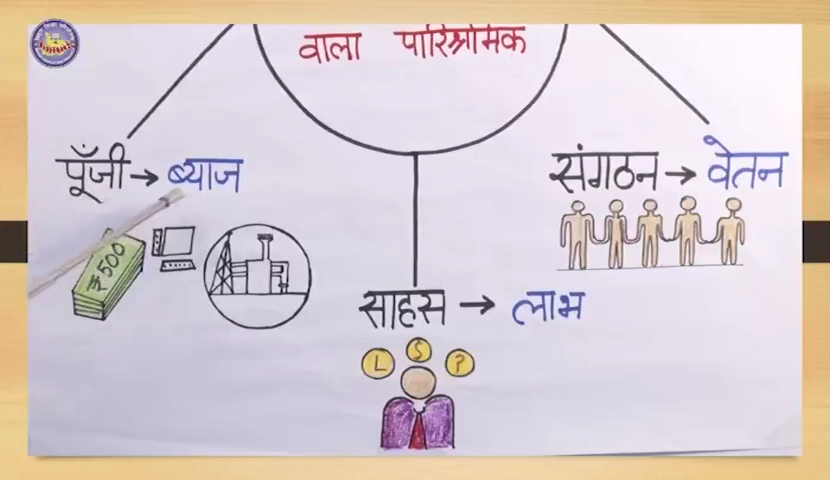 वाला पारिश्रमिक
पूँजी → ब्याज
संगठन → वेतन
₹500
साहस → लाभ
L S ?